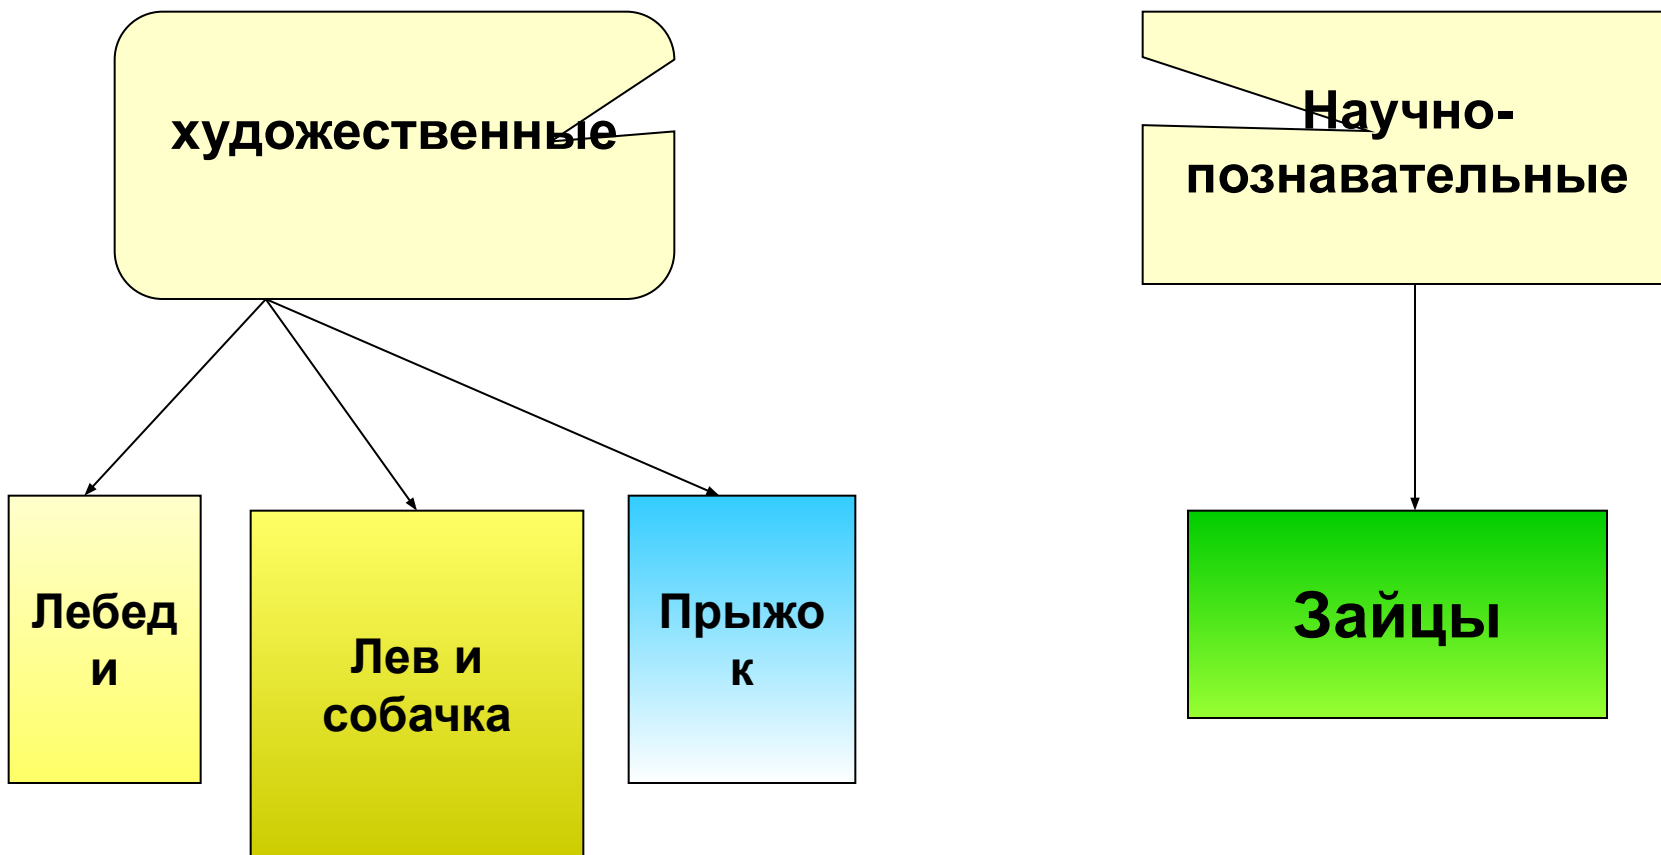 художественные
Научно-
познавательные
Лебед
и
Лев и
собачка
Прыжо
к
Зайцы